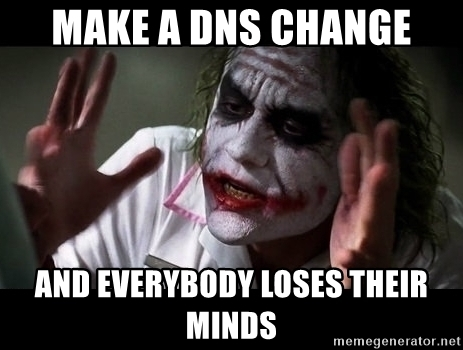 MAKE A DNS CHANGE
AND EVERYBODY LOSES THEIR
MINDS
memegenerator.net